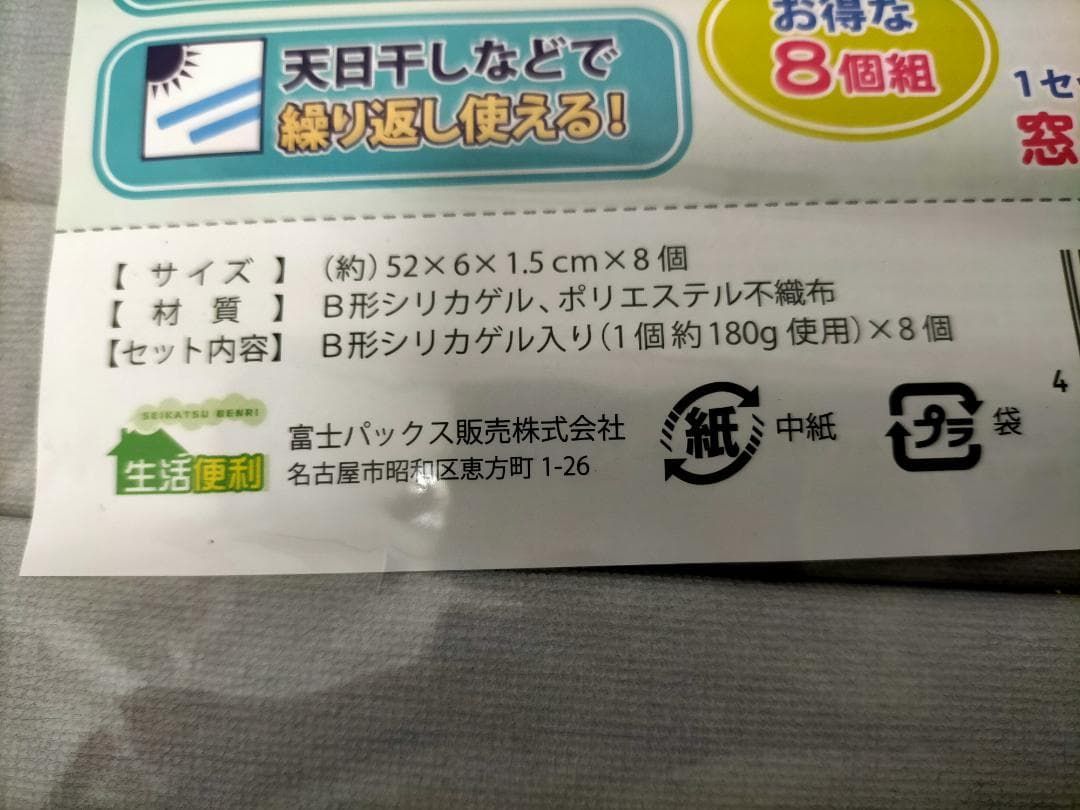 天日干しなどで
繰り返し使える!
お得な
8個組
1セ
窓
【サイズ】 (約)52×6×1.5cm×8個
【材質】 B形シリカゲル、ポリエステル不織布
【セット内容】 B形シリカゲル入り(1個約180g使用)×8個
SEIKATSU BENRI
生活便利
富士パックス販売株式会社
名古屋市昭和区恵方町1-26
紙 中紙
プラ 袋
4